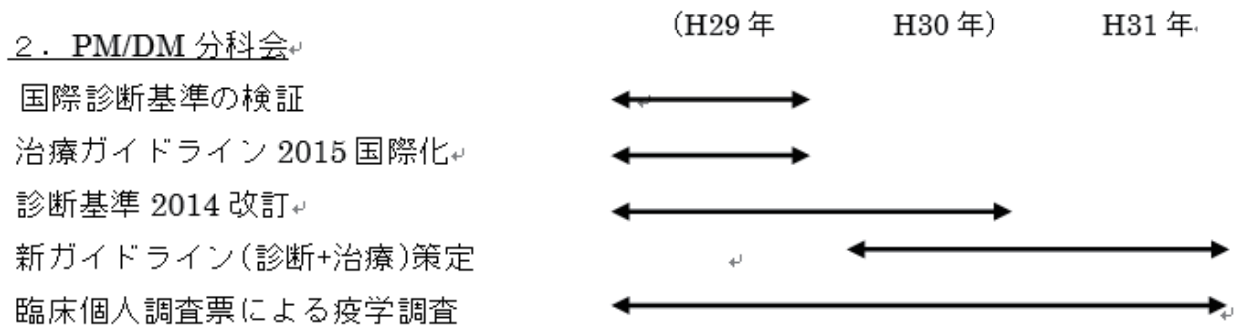 (H29 年 H30 年) H31 年
２．PM/DM 分科会
国際診断基準の検証
治療ガイドライン 2015 国際化
診断基準 2014 改訂
新ガイドライン(診断+治療)策定
臨床個人調査票による疫学調査